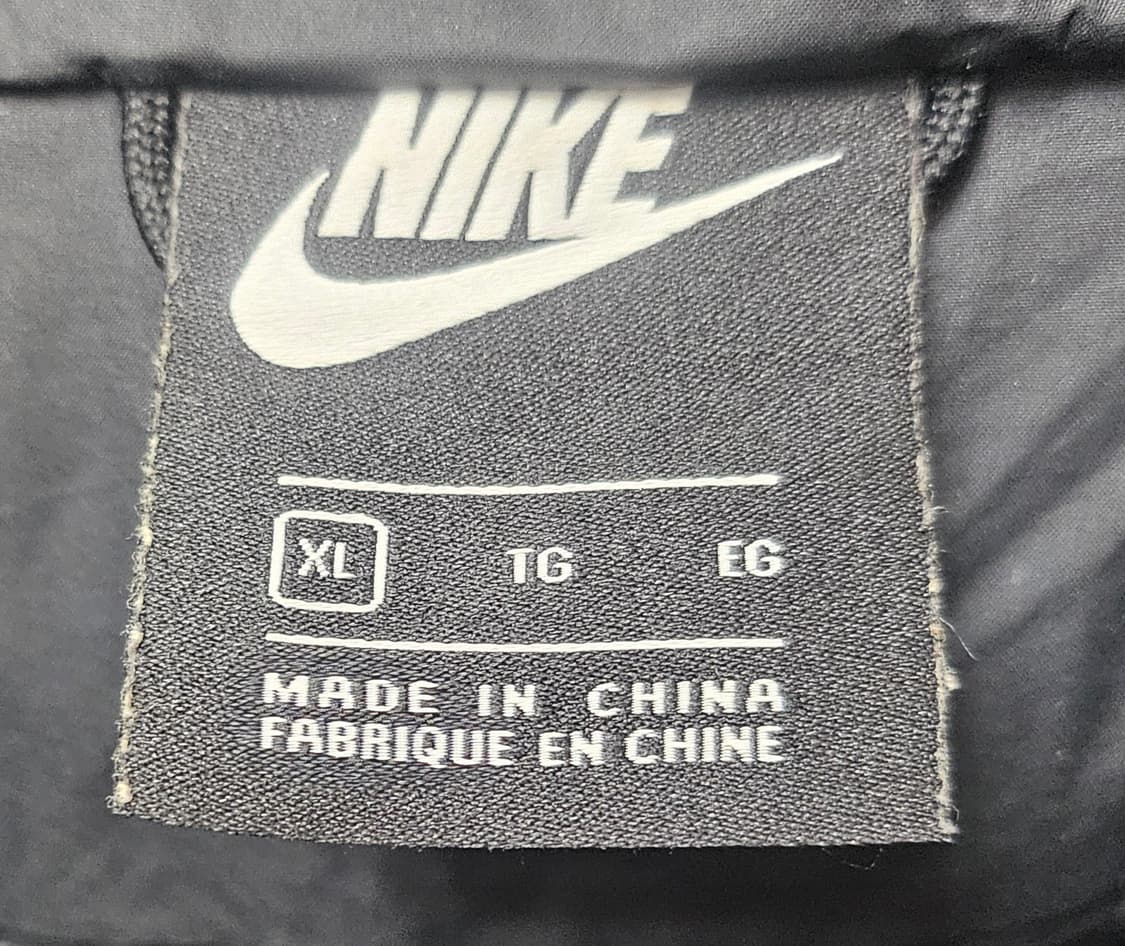 NIKE
XL TG EG
MADE IN CHINA
FABRIQUE EN CHINE